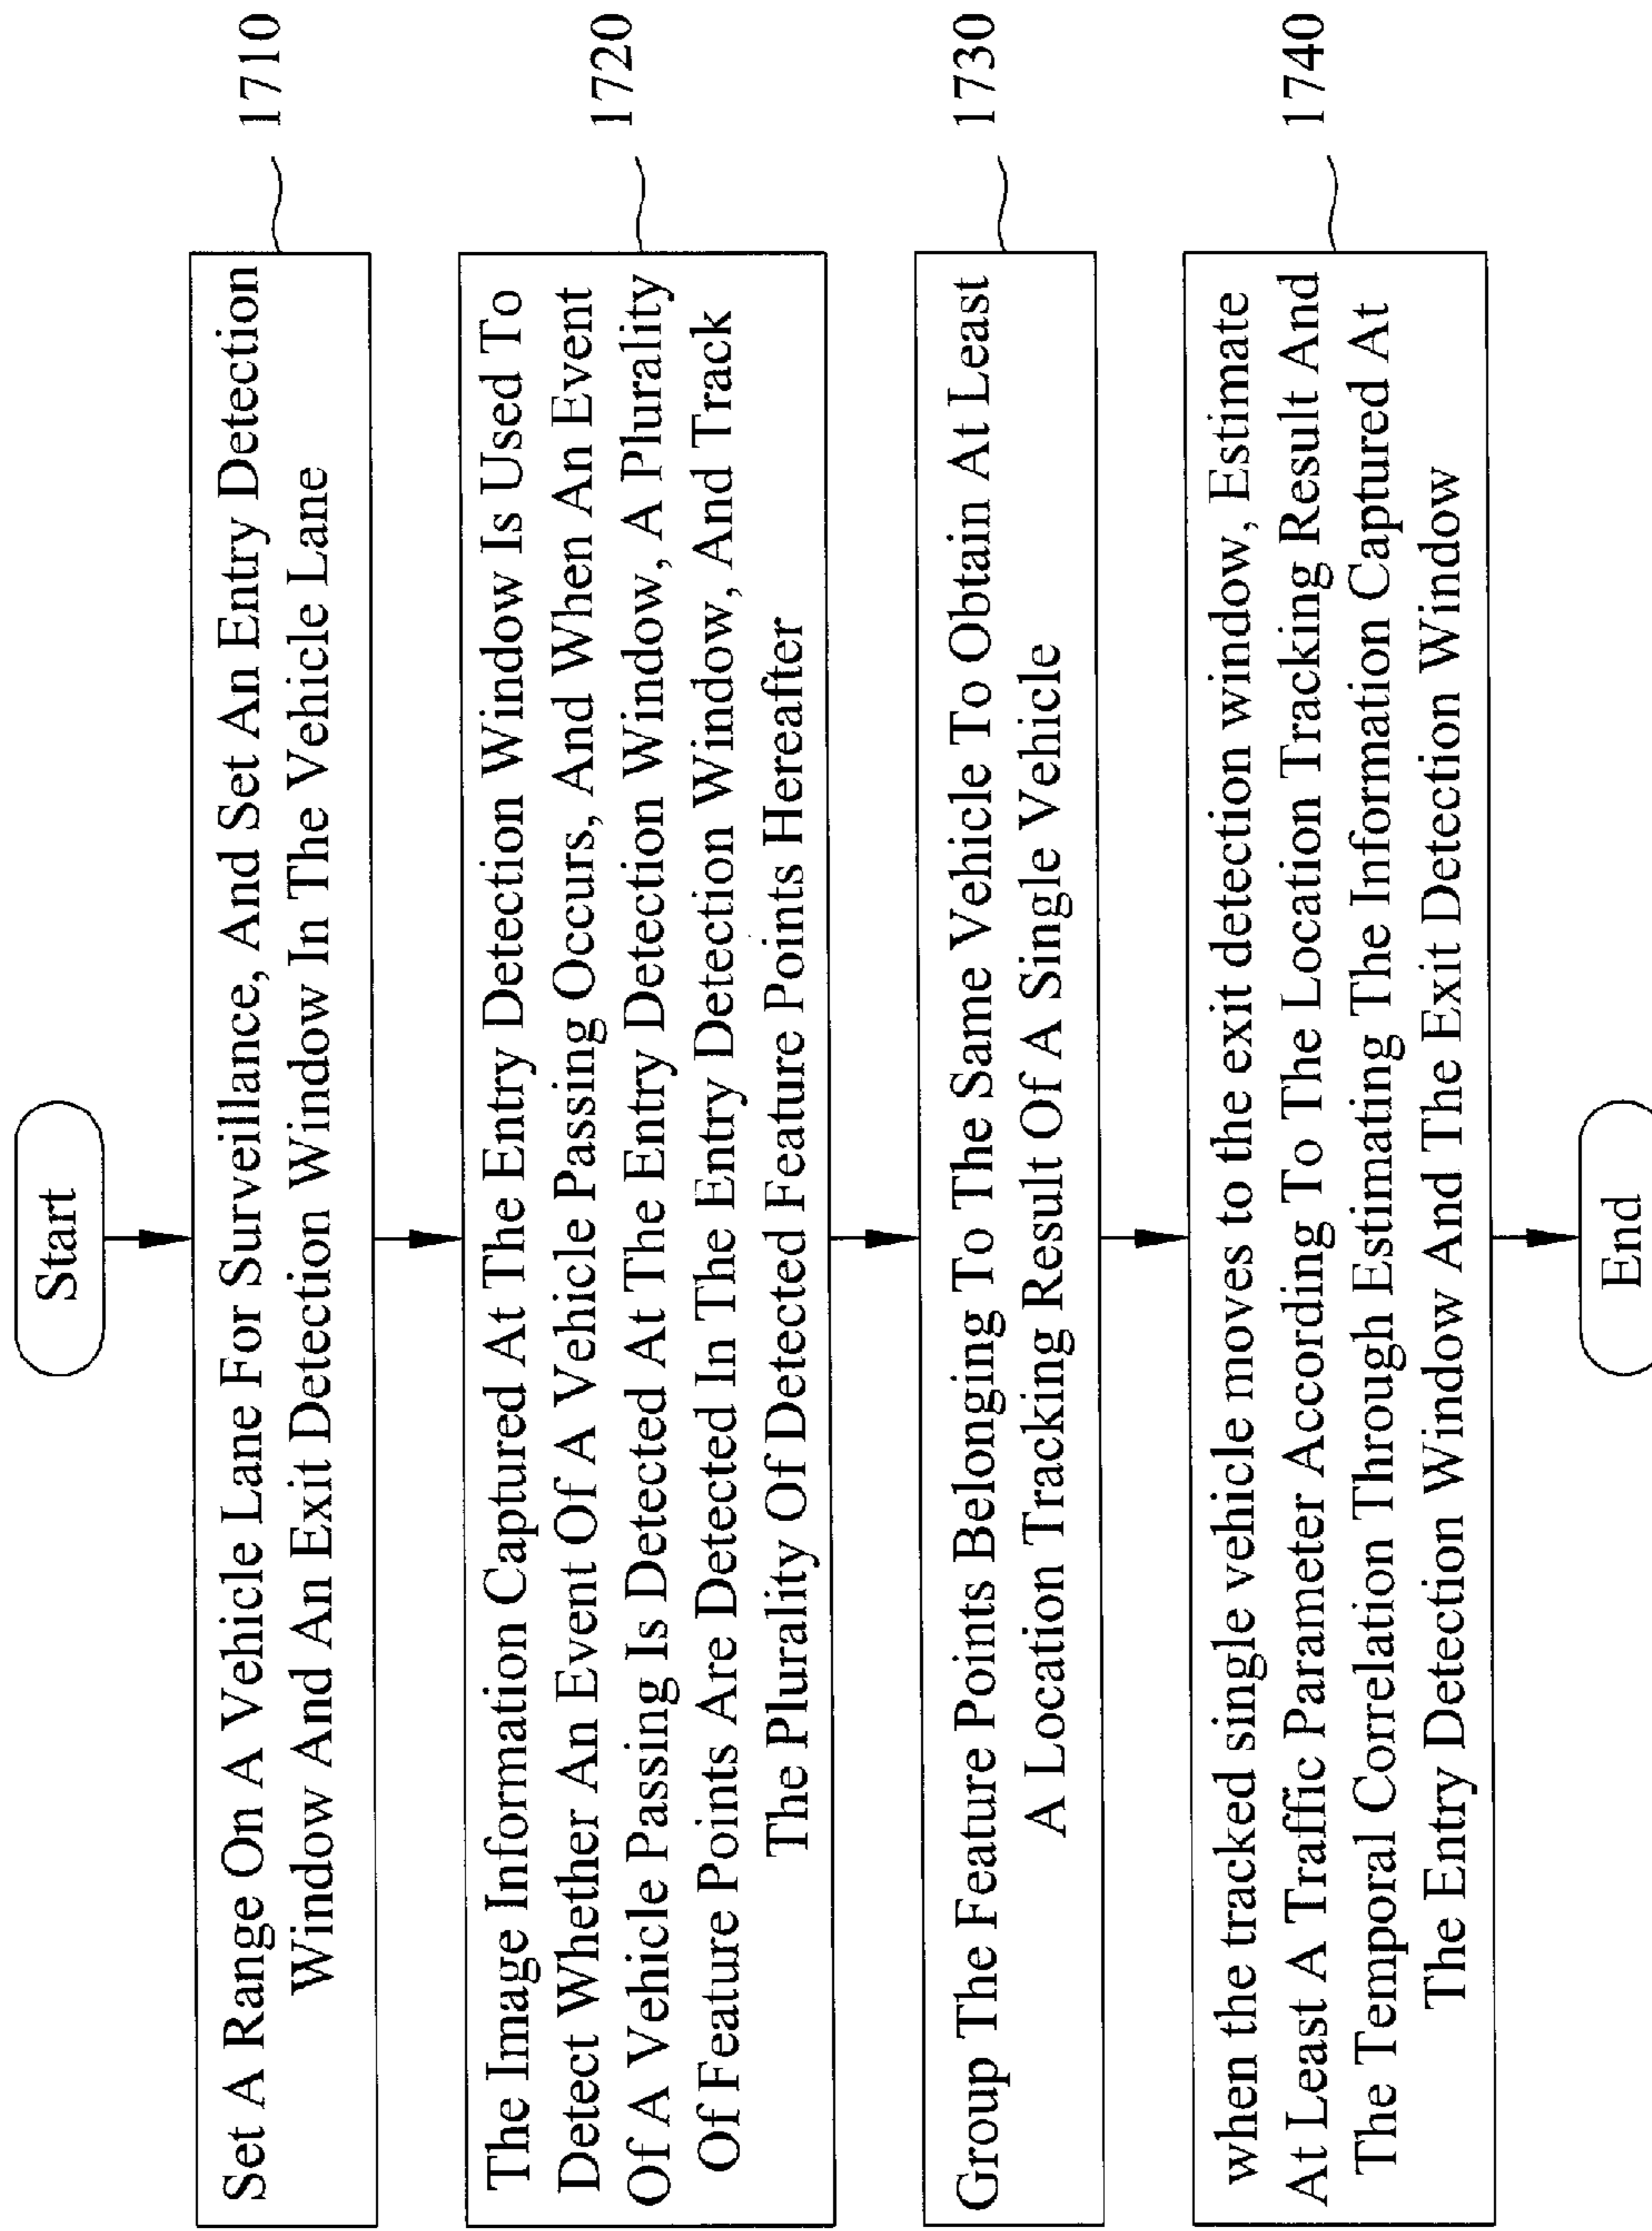 Start
Set A Range On A Vehicle Lane For Surveillance, And Set An Entry Detection
Window And An Exit Detection Window In The Vehicle Lane
1710
The Image Information Captured At The Entry Detection Window Is Used To
Detect Whether An Event Of A Vehicle Passing Occurs, And When An Event
Of A Vehicle Passing Is Detected At The Entry Detection Window, A Plurality
Of Feature Points Are Detected In The Entry Detection Window, And Track
The Plurality Of Detected Feature Points Hereafter
1720
Group The Feature Points Belonging To The Same Vehicle To Obtain At Least
A Location Tracking Result Of A Single Vehicle
1730
when the tracked single vehicle moves to the exit detection window, Estimate
At Least A Traffic Parameter According To The Location Tracking Result And
The Temporal Correlation Through Estimating The Information Captured At
The Entry Detection Window And The Exit Detection Window
1740
End